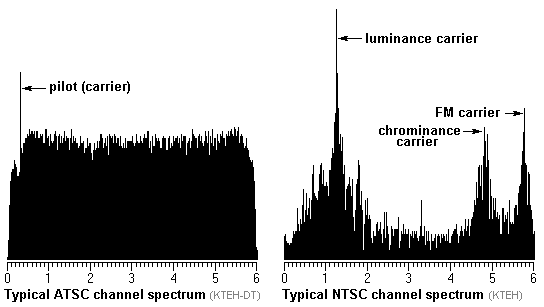 luminance carrier
pilot (carrier)
FM carrier
chrominance
carrier
0 1 2 3 4 5 6
0 1 2 3 4 5 6
Typical ATSC channel spectrum (KTEH-DT)
Typical NTSC channel spectrum (KTEH)